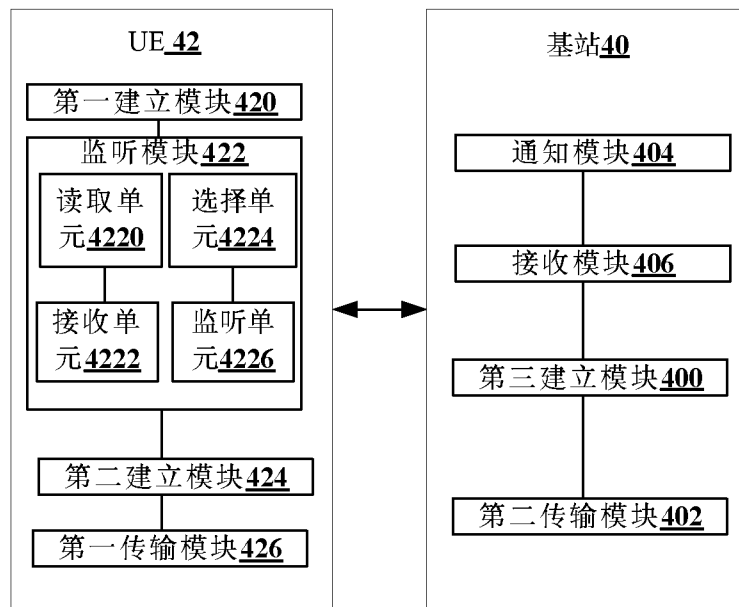 UE 42
第一建立模块420
监听模块422
读取单
元4220
选择单
元4224
接收单
元4222
监听单
元4226
第二建立模块424
第一传输模块426
基站40
通知模块404
接收模块406
第三建立模块400
第二传输模块402